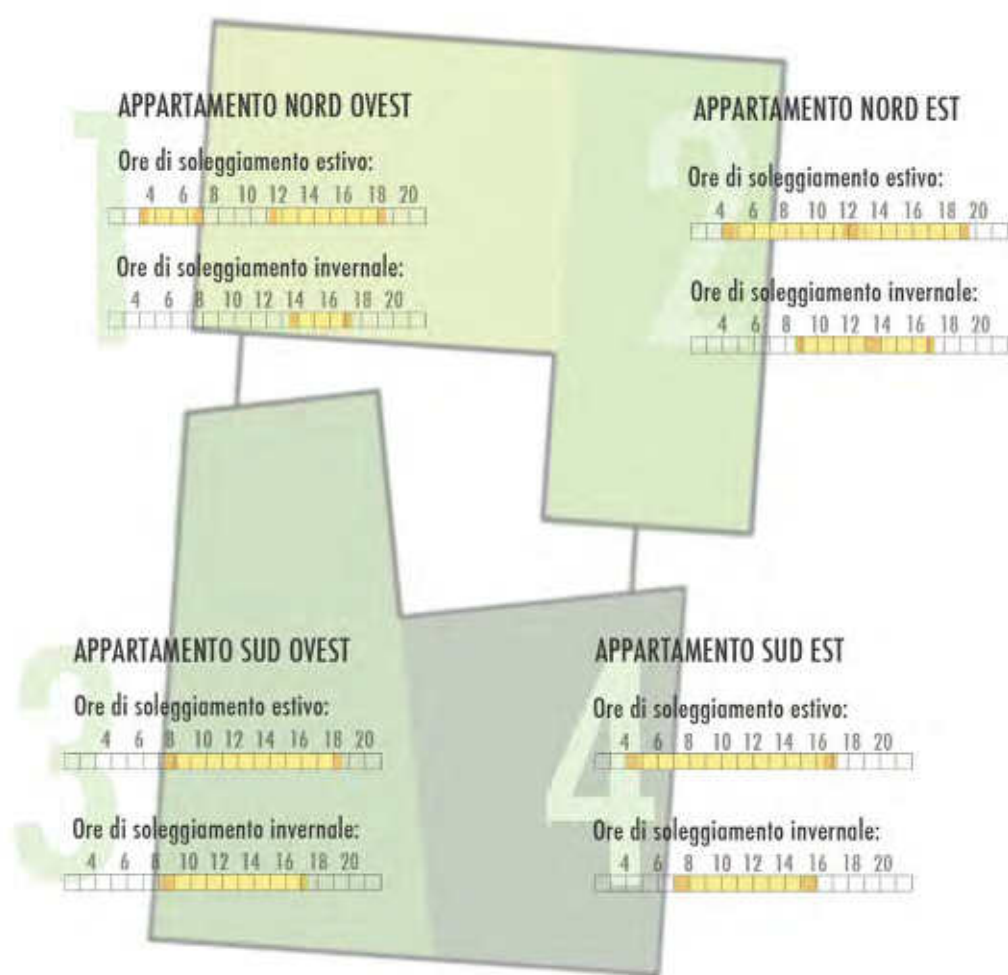 1
APPARTAMENTO NORD OVEST
Ore di soleggiamento estivo:
4 6 8 10 12 14 16 18 20
Ore di soleggiamento invernale:
4 6 8 10 12 14 16 18 20
2
APPARTAMENTO NORD EST
Ore di soleggiamento estivo:
4 6 8 10 12 14 16 18 20
Ore di soleggiamento invernale:
4 6 8 10 12 14 16 18 20
3
APPARTAMENTO SUD OVEST
Ore di soleggiamento estivo:
4 6 8 10 12 14 16 18 20
Ore di soleggiamento invernale:
4 6 8 10 12 14 16 18 20
4
APPARTAMENTO SUD EST
Ore di soleggiamento estivo:
4 6 8 10 12 14 16 18 20
Ore di soleggiamento invernale:
4 6 8 10 12 14 16 20